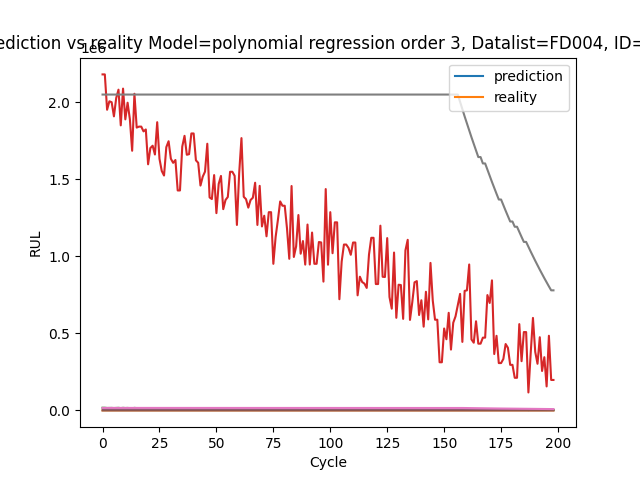 ediction vs reality Model=polynomial regression order 3, Datalist=FD004, ID=
1e6
prediction
reality
2.0
1.5
1.0
0.5
0.0
RUL
0 25 50 75 100 125 150 175 200
Cycle